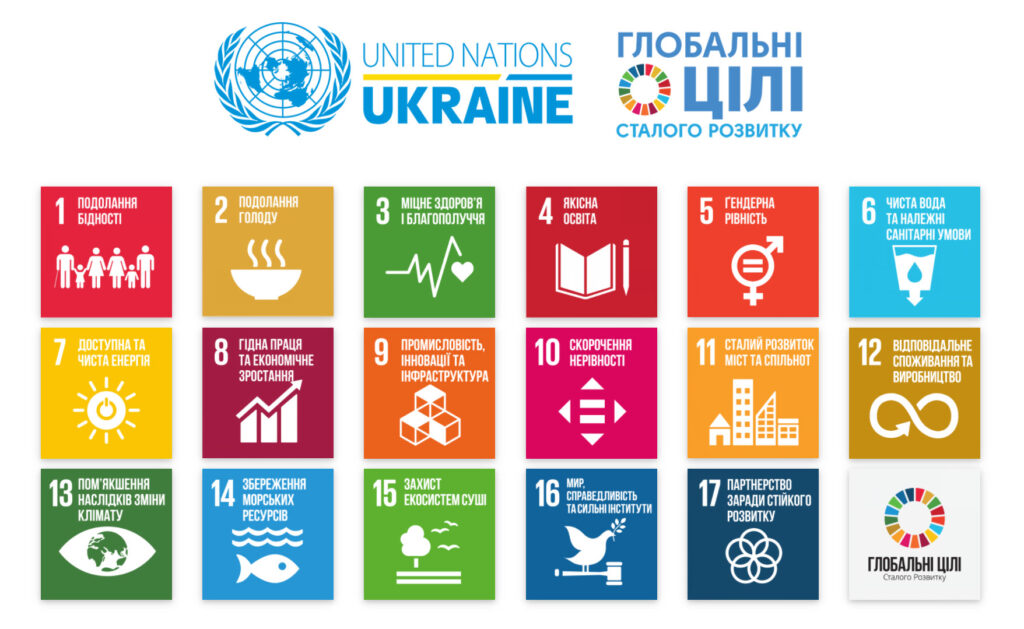 UNITED NATIONS
UKRAINE
ГЛОБАЛЬНІ
ЦІЛІ
СТАЛОГО РОЗВИТКУ
1 ПОДОЛАННЯ
БІДНОСТІ
2 ПОДОЛАННЯ
ГОЛОДУ
3 МІЦНЕ ЗДОРОВ'Я
І БЛАГОПОЛУЧЧЯ
4 ЯКІСНА
ОСВІТА
5 ҐЕНДЕРНА
РІВНІСТЬ
6 ЧИСТА ВОДА
ТА НАЛЕЖНІ
САНІТАРНІ УМОВИ
7 ДОСТУПНА ТА
ЧИСТА ЕНЕРГІЯ
8 ГІДНА ПРАЦЯ
ТА ЕКОНОМІЧНЕ
ЗРОСТАННЯ
9 ПРОМИСЛОВІСТЬ,
ІННОВАЦІЇ ТА
ІНФРАСТРУКТУРА
10 СКОРОЧЕННЯ
НЕРІВНОСТІ
11 СТАЛИЙ РОЗВИТОК
МІСТ ТА СПІЛЬНОТ
12 ВІДПОВІДАЛЬНЕ
СПОЖИВАННЯ ТА
ВИРОБНИЦТВО
13 ПОМ'ЯКШЕННЯ
НАСЛІДКІВ ЗМІНИ
КЛІМАТУ
14 ЗБЕРЕЖЕННЯ
МОРСЬКИХ
РЕСУРСІВ
15 ЗАХИСТ
ЕКОСИСТЕМ СУШІ
16 МИР,
СПРАВЕДЛИВІСТЬ
ТА СИЛЬНІ ІНСТИТУТИ
17 ПАРТНЕРСТВО
ЗАРАДИ СТІЙКОГО
РОЗВИТКУ
ГЛОБАЛЬНІ ЦІЛІ
Сталого Розвитку